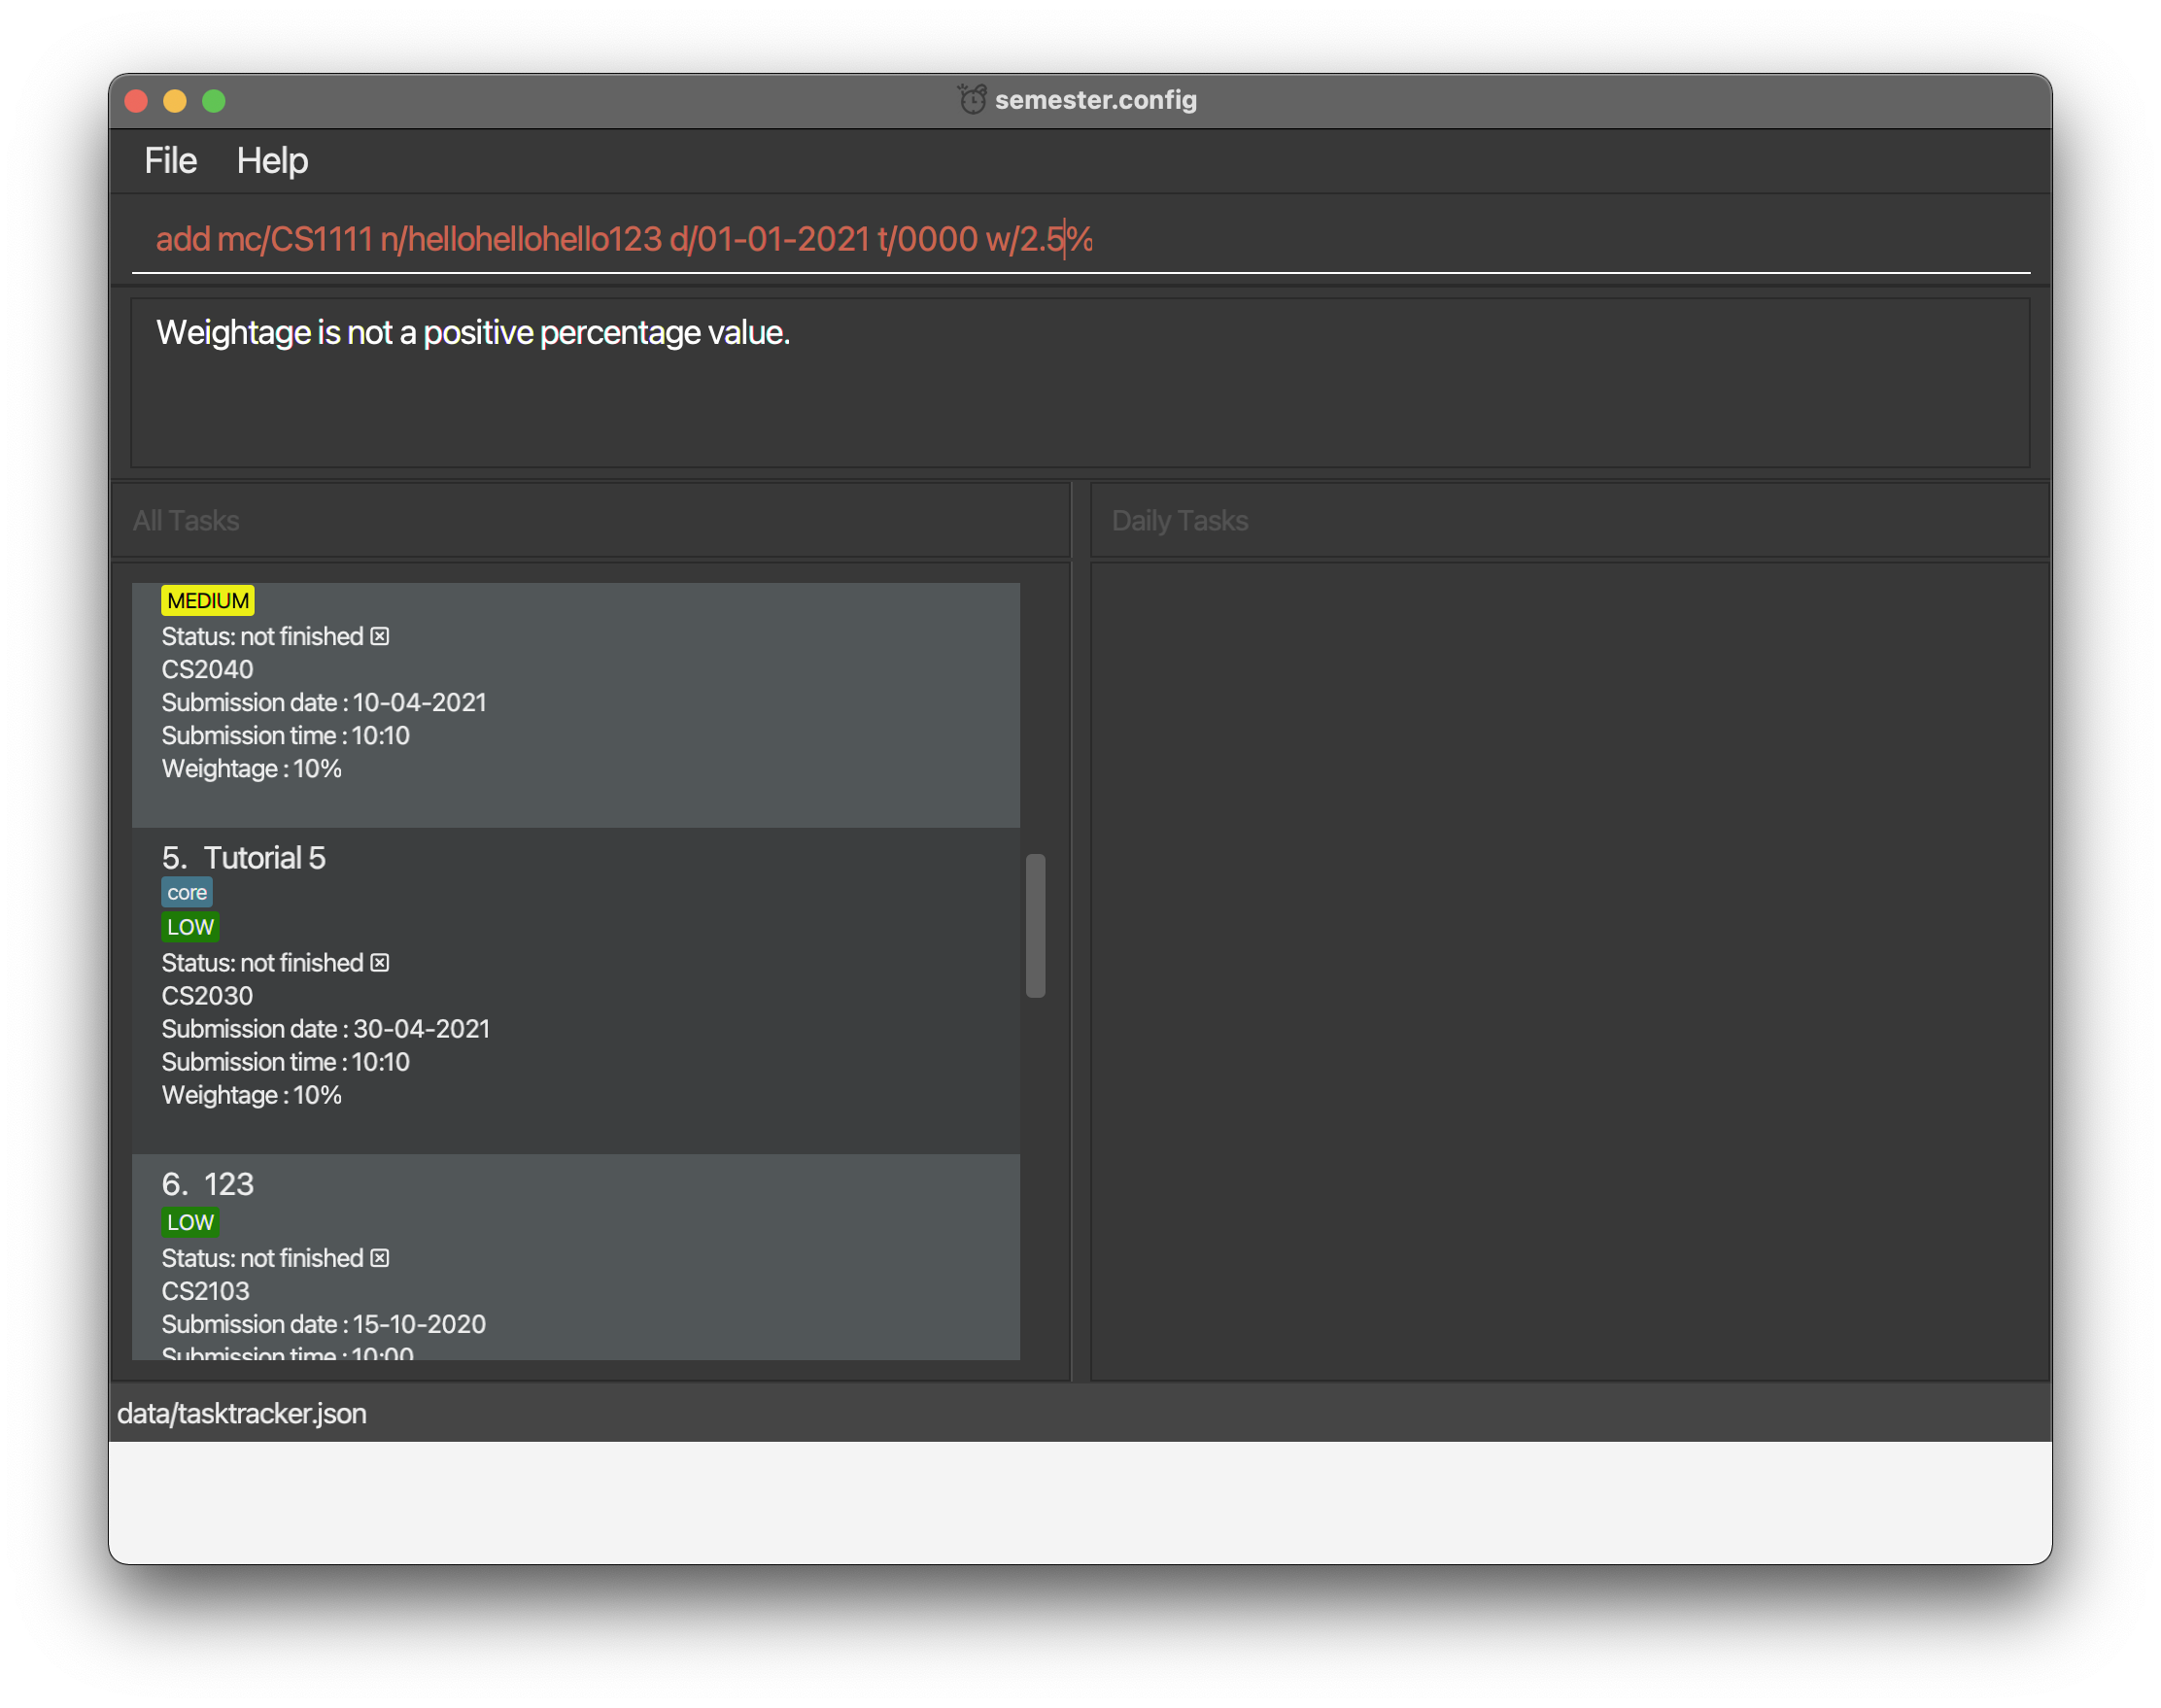 semester.config
File Help
add mc/CS1111 n/hellohellohello123 d/01-01-2021 t/0000 w/2.5%
Weightage is not a positive percentage value.
All Tasks
Daily Tasks
MEDIUM
Status: not finished
CS2040
Submission date : 10-04-2021
Submission time : 10:10
Weightage : 10%
5. Tutorial 5
core
LOW
Status: not finished
CS2030
Submission date : 30-04-2021
Submission time : 10:10
Weightage : 10%
6. 123
LOW
Status: not finished
CS2103
Submission date : 15-10-2020
Submission time : 10:00
data/tasktracker.json